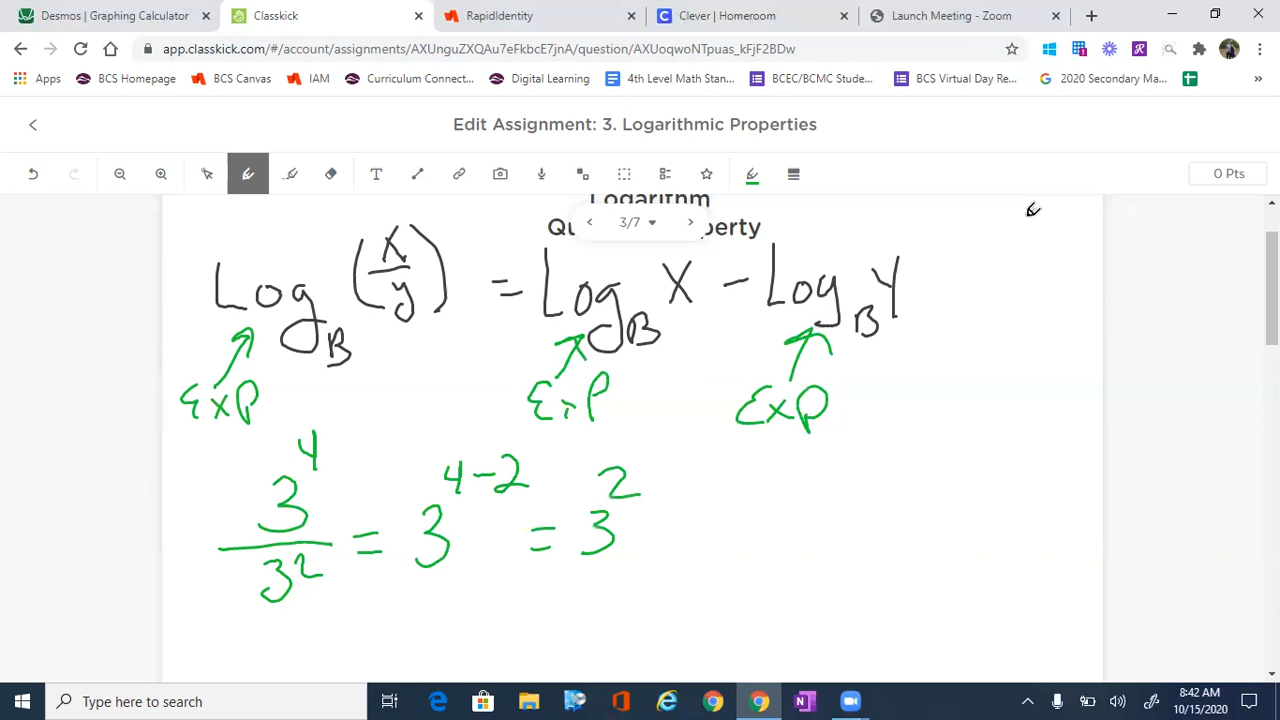 Desmos | Graphing Calculator
Classkick
RapidIdentity
Clever | Homeroom
Launch Meeting - Zoom
app.classkick.com/#/account/assignments/AXUnguZXQAu7eFkbcE7jnA/question/AXUoqwoNTpuas_kFjF2BDw
Apps
BCS Homepage
BCS Canvas
IAM
Curriculum Connect...
Digital Learning
4th Level Math Stan...
BCEC/BCMC Stude...
BCS Virtual Day Re...
2020 Secondary Ma...
Edit Assignment: 3. Logarithmic Properties
0 Pts
Logarithm
3/7
Log_B (x/y) = Log_B X - Log_B Y
ExP ExP ExP
3^4/3^2 = 3^(4-2) = 3^2
Type here to search
8:42 AM
10/15/2020